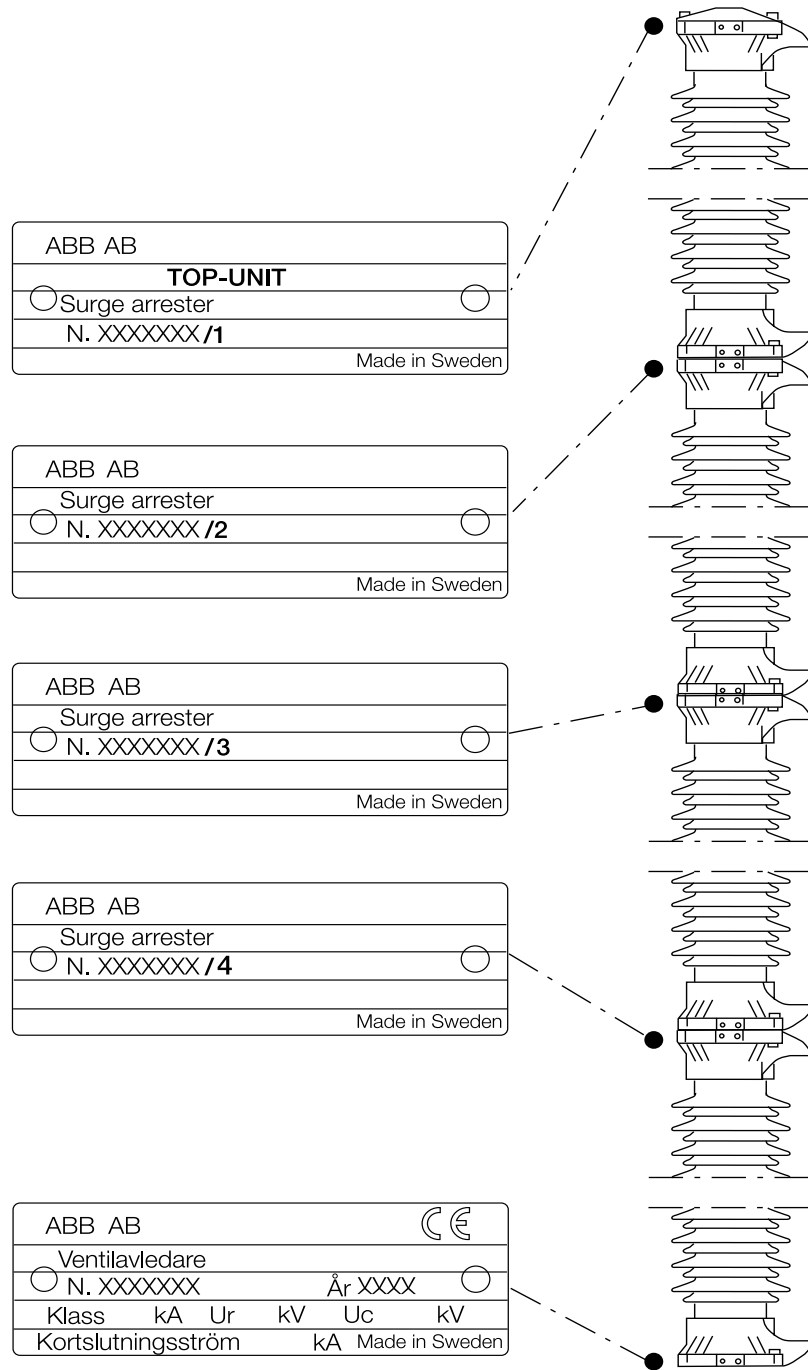 ABB AB
TOP-UNIT
Surge arrester
N. XXXXXXX /1
Made in Sweden
ABB AB
Surge arrester
N. XXXXXXX /2
Made in Sweden
ABB AB
Surge arrester
N. XXXXXXX /3
Made in Sweden
ABB AB
Surge arrester
N. XXXXXXX /4
Made in Sweden
ABB AB CE
Ventilavledare
N. XXXXXXX År XXXX
Klass kA Ur kV Uc kV
Kortslutningsström kA Made in Sweden